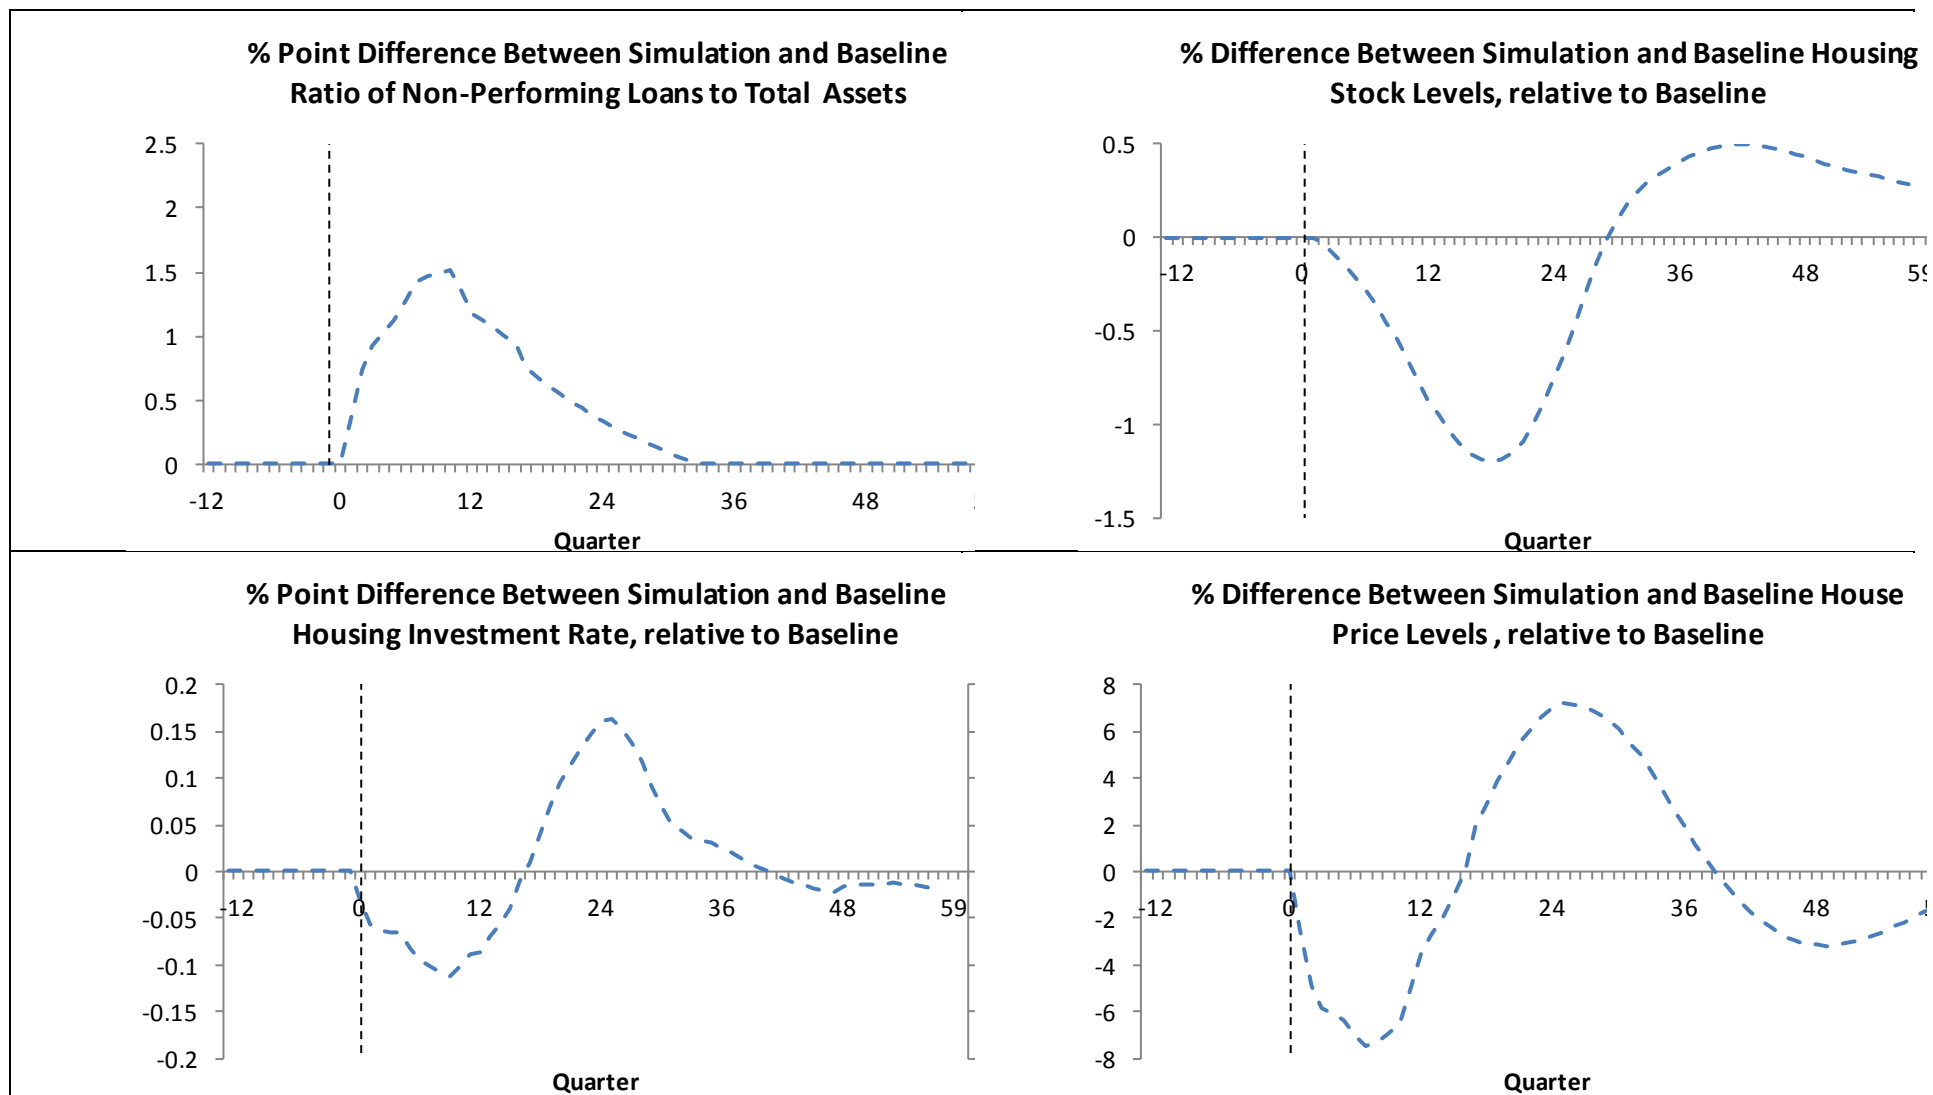 % Point Difference Between Simulation and Baseline
Ratio of Non-Performing Loans to Total Assets
2.5
2
1.5
1
0.5
0
-12 0 12 24 36 48
Quarter
% Difference Between Simulation and Baseline Housing
Stock Levels, relative to Baseline
0.5
0
-12 0 12 24 36 48 59
-0.5
-1
-1.5
Quarter
% Point Difference Between Simulation and Baseline
Housing Investment Rate, relative to Baseline
0.2
0.15
0.1
0.05
0
-12 0 12 24 36 48 59
-0.05
-0.1
-0.15
-0.2
Quarter
% Difference Between Simulation and Baseline House
Price Levels , relative to Baseline
8
6
4
2
0
-12 0 12 24 36 48
-2
-4
-6
-8
Quarter